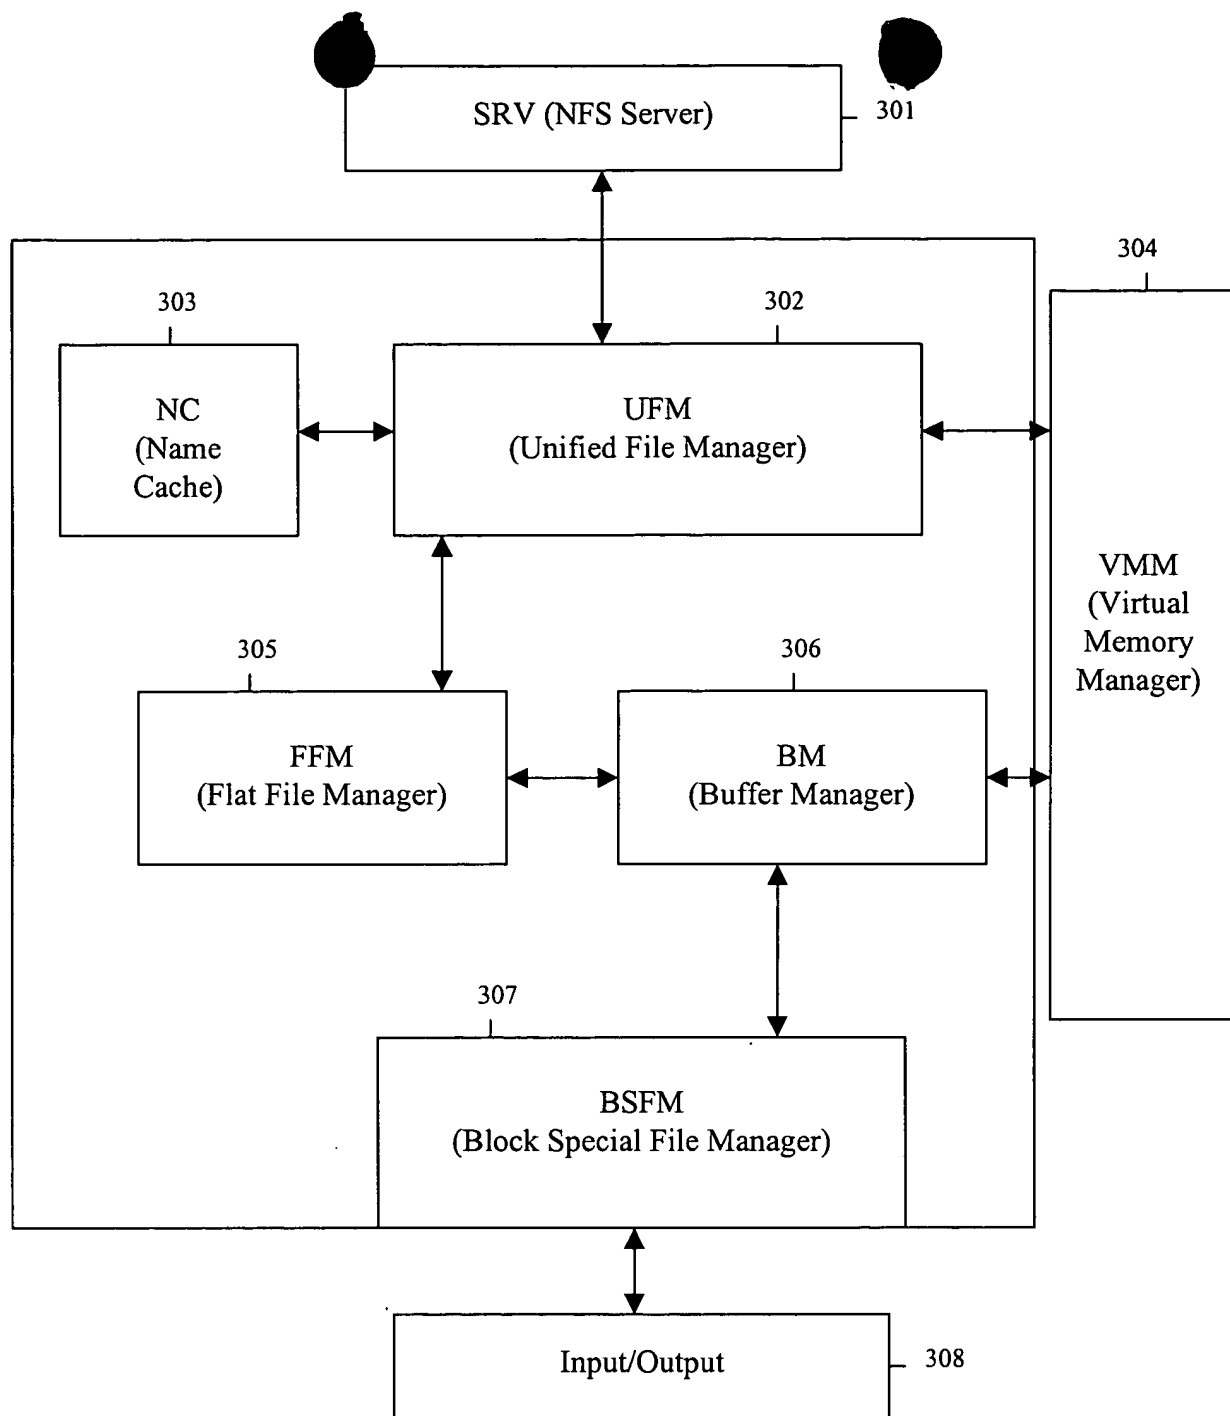 SRV (NFS Server)
301
304
303
302
NC
(Name
Cache)
UFM
(Unified File Manager)
VMM
(Virtual
Memory
Manager)
305
306
FFM
(Flat File Manager)
BM
(Buffer Manager)
307
BSFM
(Block Special File Manager)
Input/Output
308